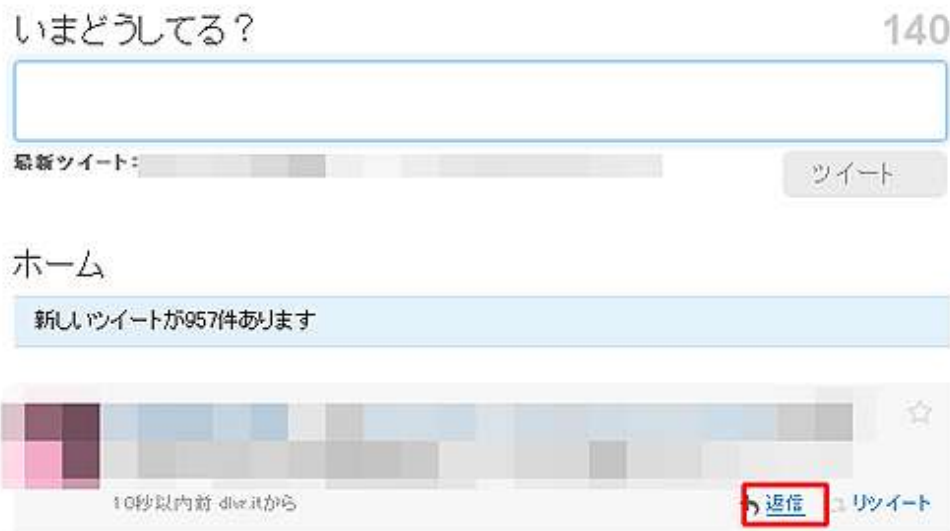 いまどうしてる？ 140
最新ツイート：
ツイート
ホーム
新しいツイートが957件あります
10秒以内前 dlvr.itから 返信 リツイート